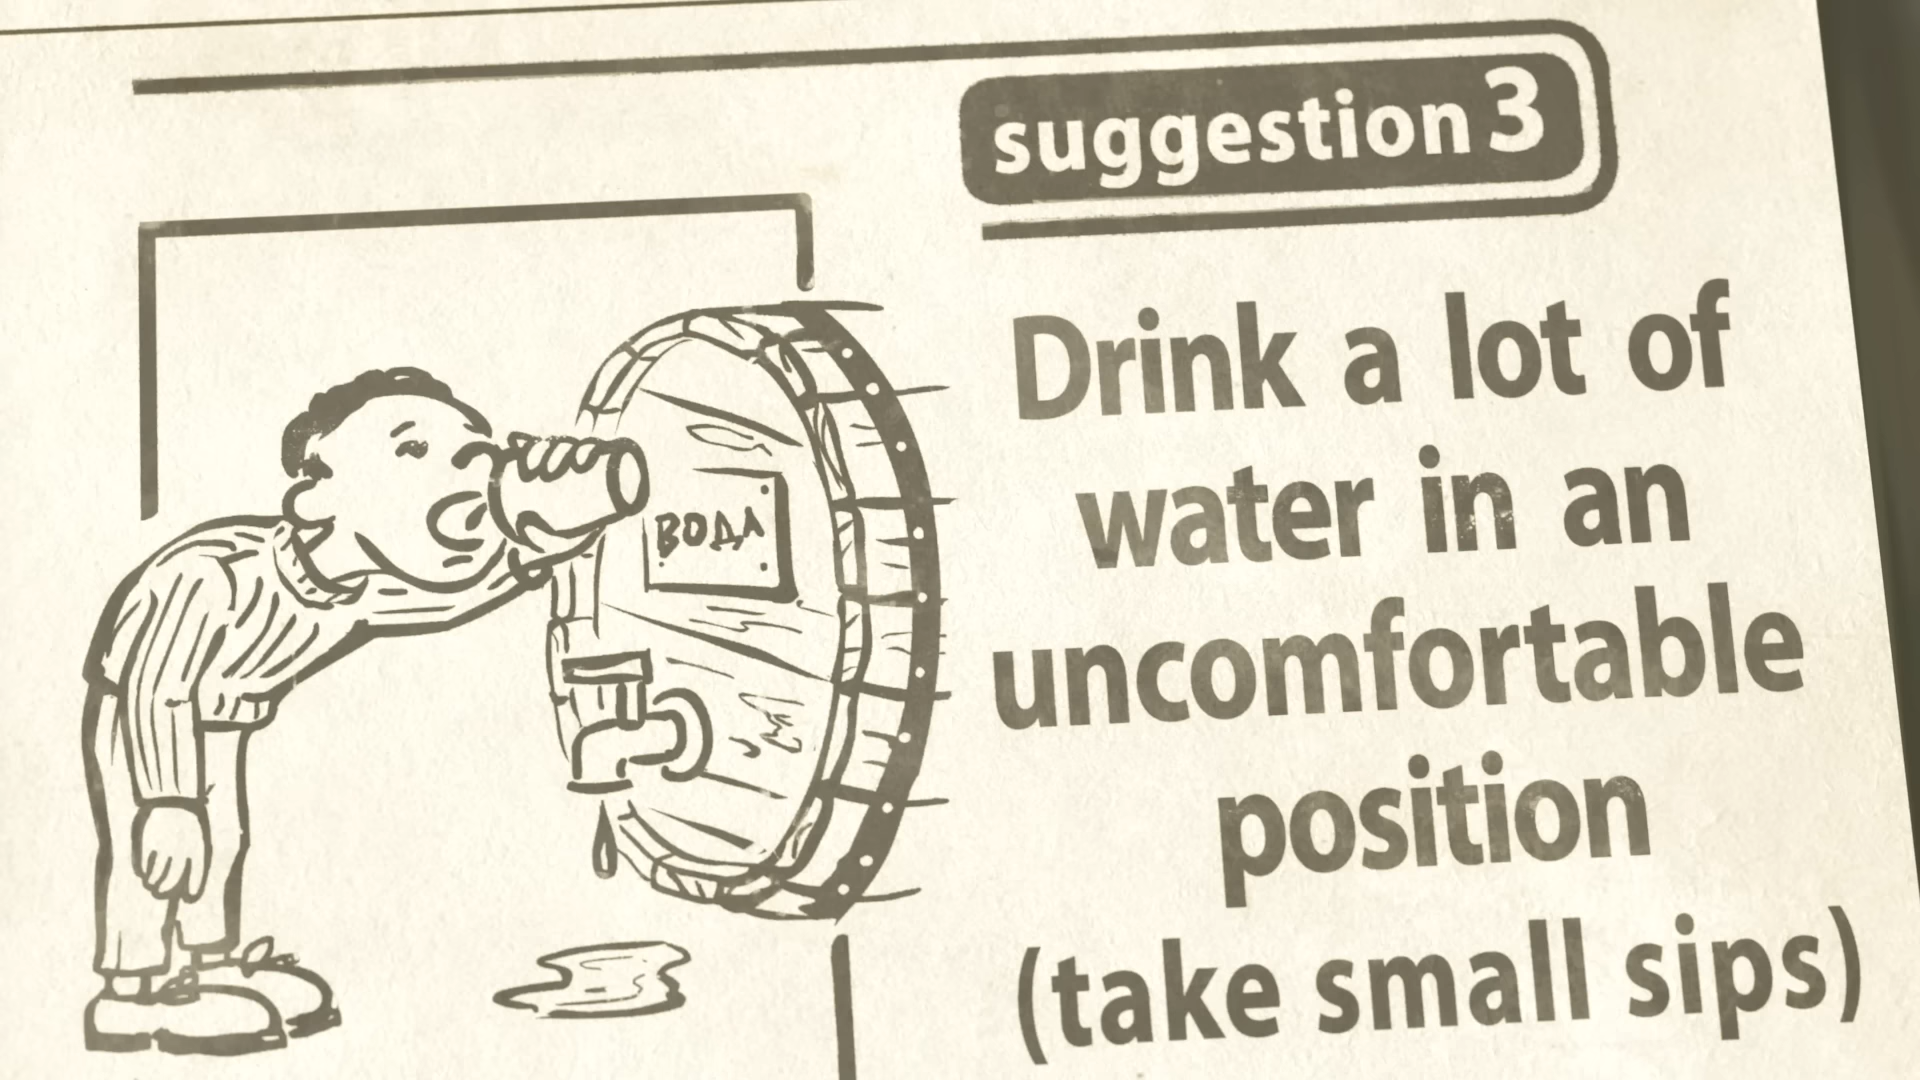 suggestion 3
ВОДА
Drink a lot of
water in an
uncomfortable
position
(take small sips)